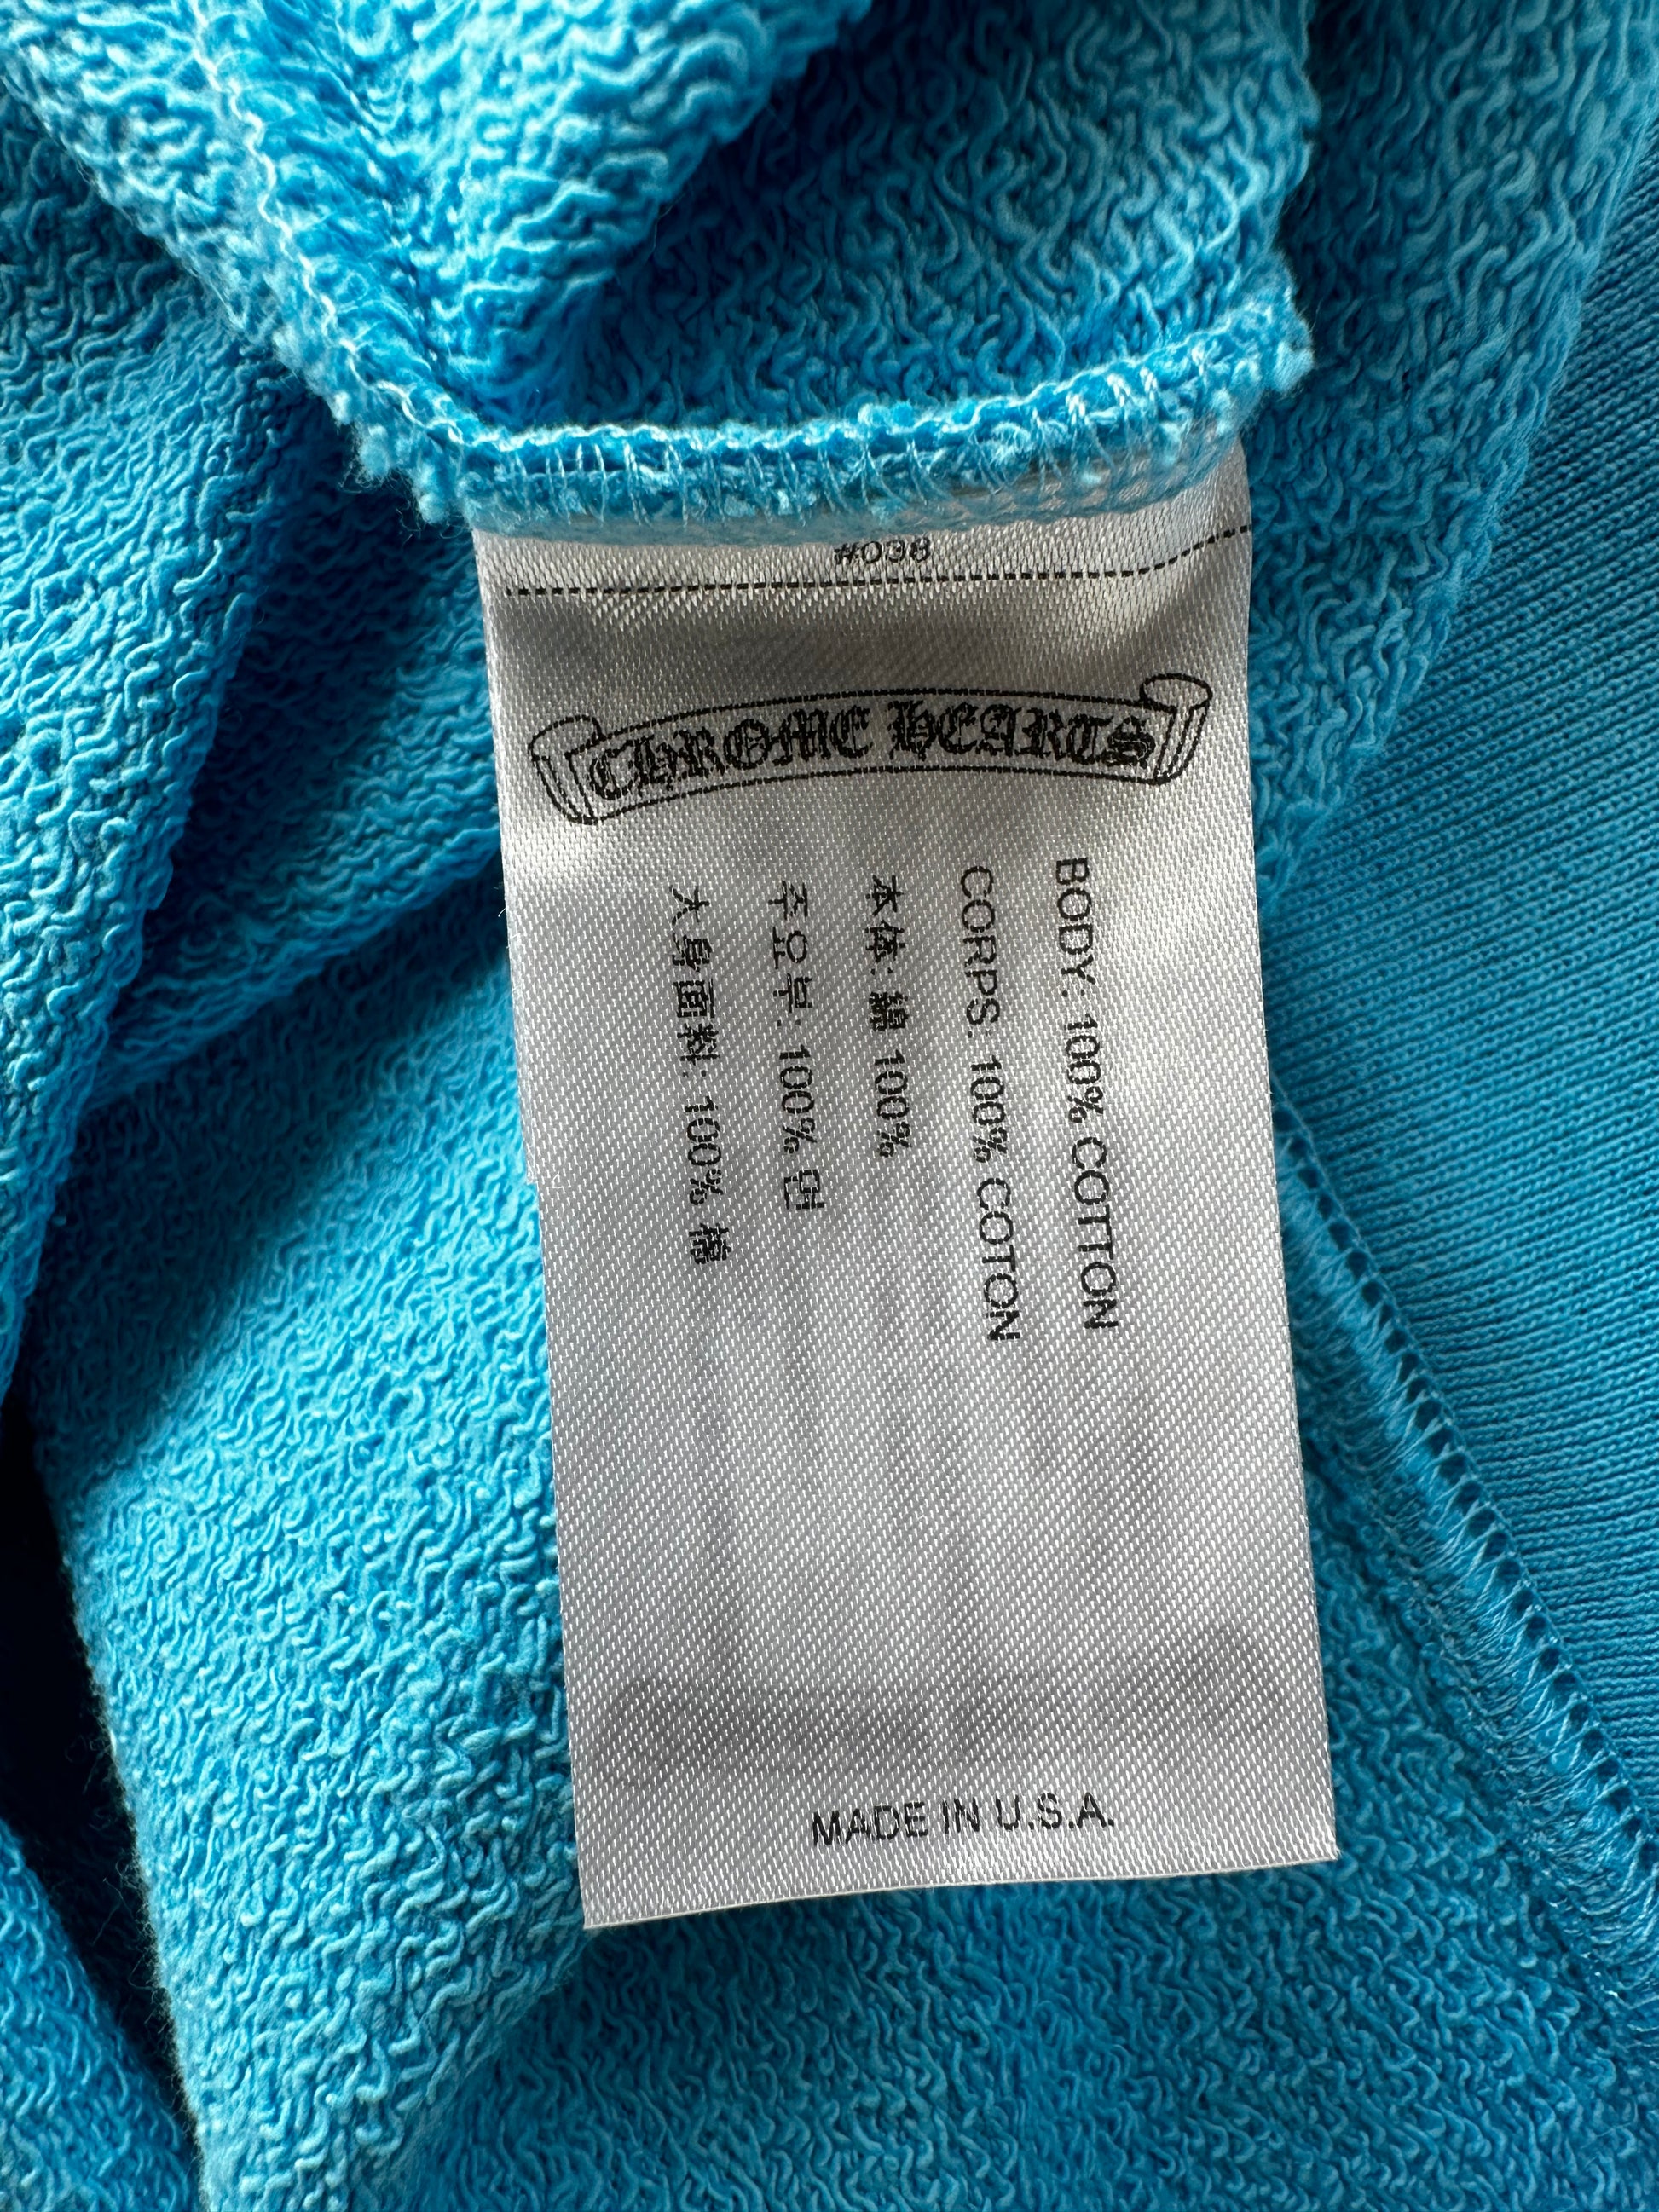 #038
CHROME HEARTS
BODY: 100% COTTON
CORPS: 100% COTON
本体: 綿 100%
주요부: 100% 면
大身面料: 100% 棉
MADE IN U.S.A.